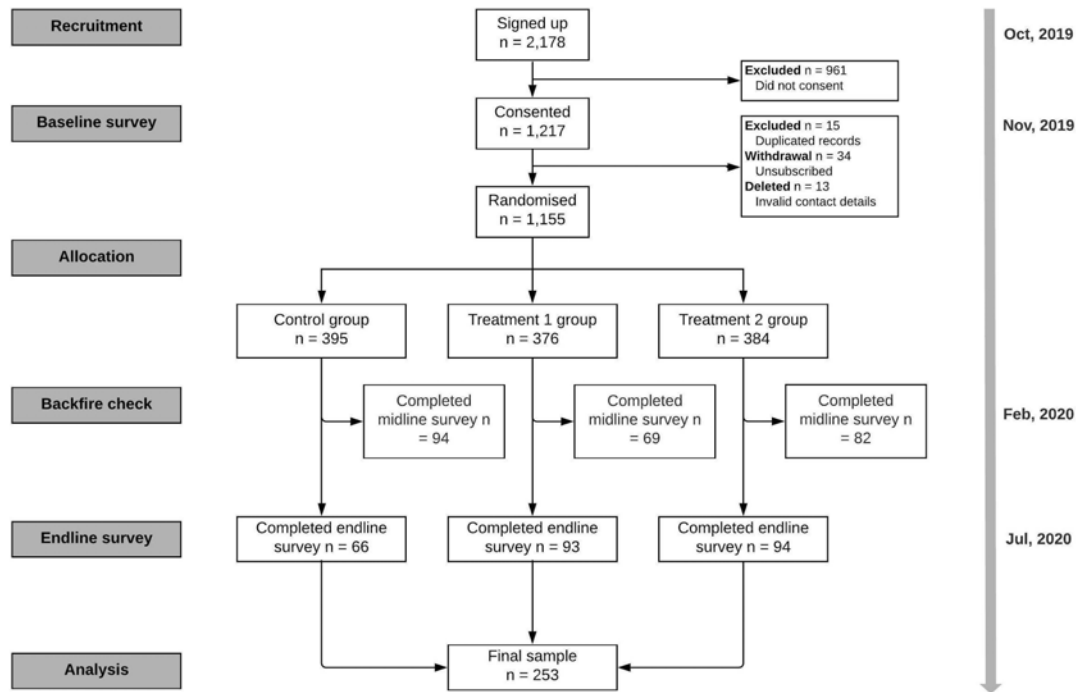 Recruitment
Signed up
n = 2,178
Oct, 2019
Excluded n = 961
Did not consent
Baseline survey
Consented
n = 1,217
Nov, 2019
Excluded n = 15
Duplicated records
Withdrawal n = 34
Unsubscribed
Deleted n = 13
Invalid contact details
Randomised
n = 1,155
Allocation
Control group
n = 395
Treatment 1 group
n = 376
Treatment 2 group
n = 384
Backfire check
Completed
midline survey n
= 94
Completed
midline survey n
= 69
Completed
midline survey n
= 82
Feb, 2020
Endline survey
Completed endline
survey n = 66
Completed endline
survey n = 93
Completed endline
survey n = 94
Jul, 2020
Analysis
Final sample
n = 253